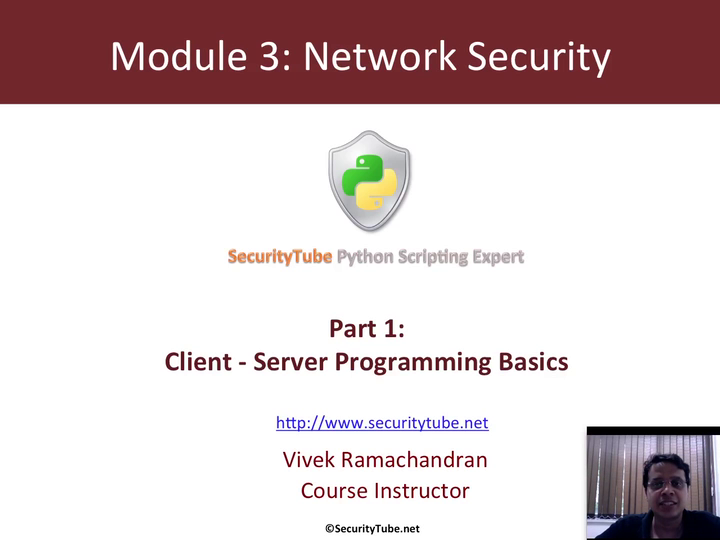 Module 3: Network Security
SecurityTube Python Scripting Expert
Part 1:
Client - Server Programming Basics
http://www.securitytube.net
Vivek Ramachandran
Course Instructor
©SecurityTube.net